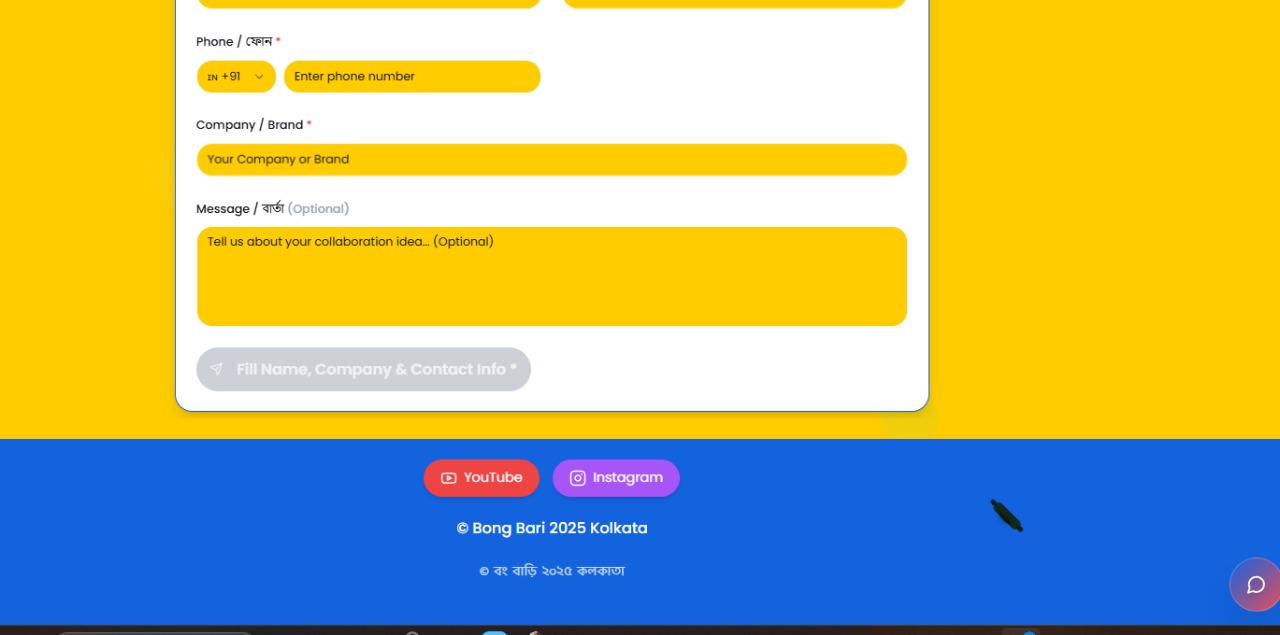 Phone / ফোন *
IN +91
Enter phone number
Company / Brand *
Your Company or Brand
Message / বার্তা (Optional)
Tell us about your collaboration idea... (Optional)
Fill Name, Company & Contact Info *
YouTube
Instagram
© Bong Bari 2025 Kolkata
© বং বাড়ি ২০২৫ কলকাতা